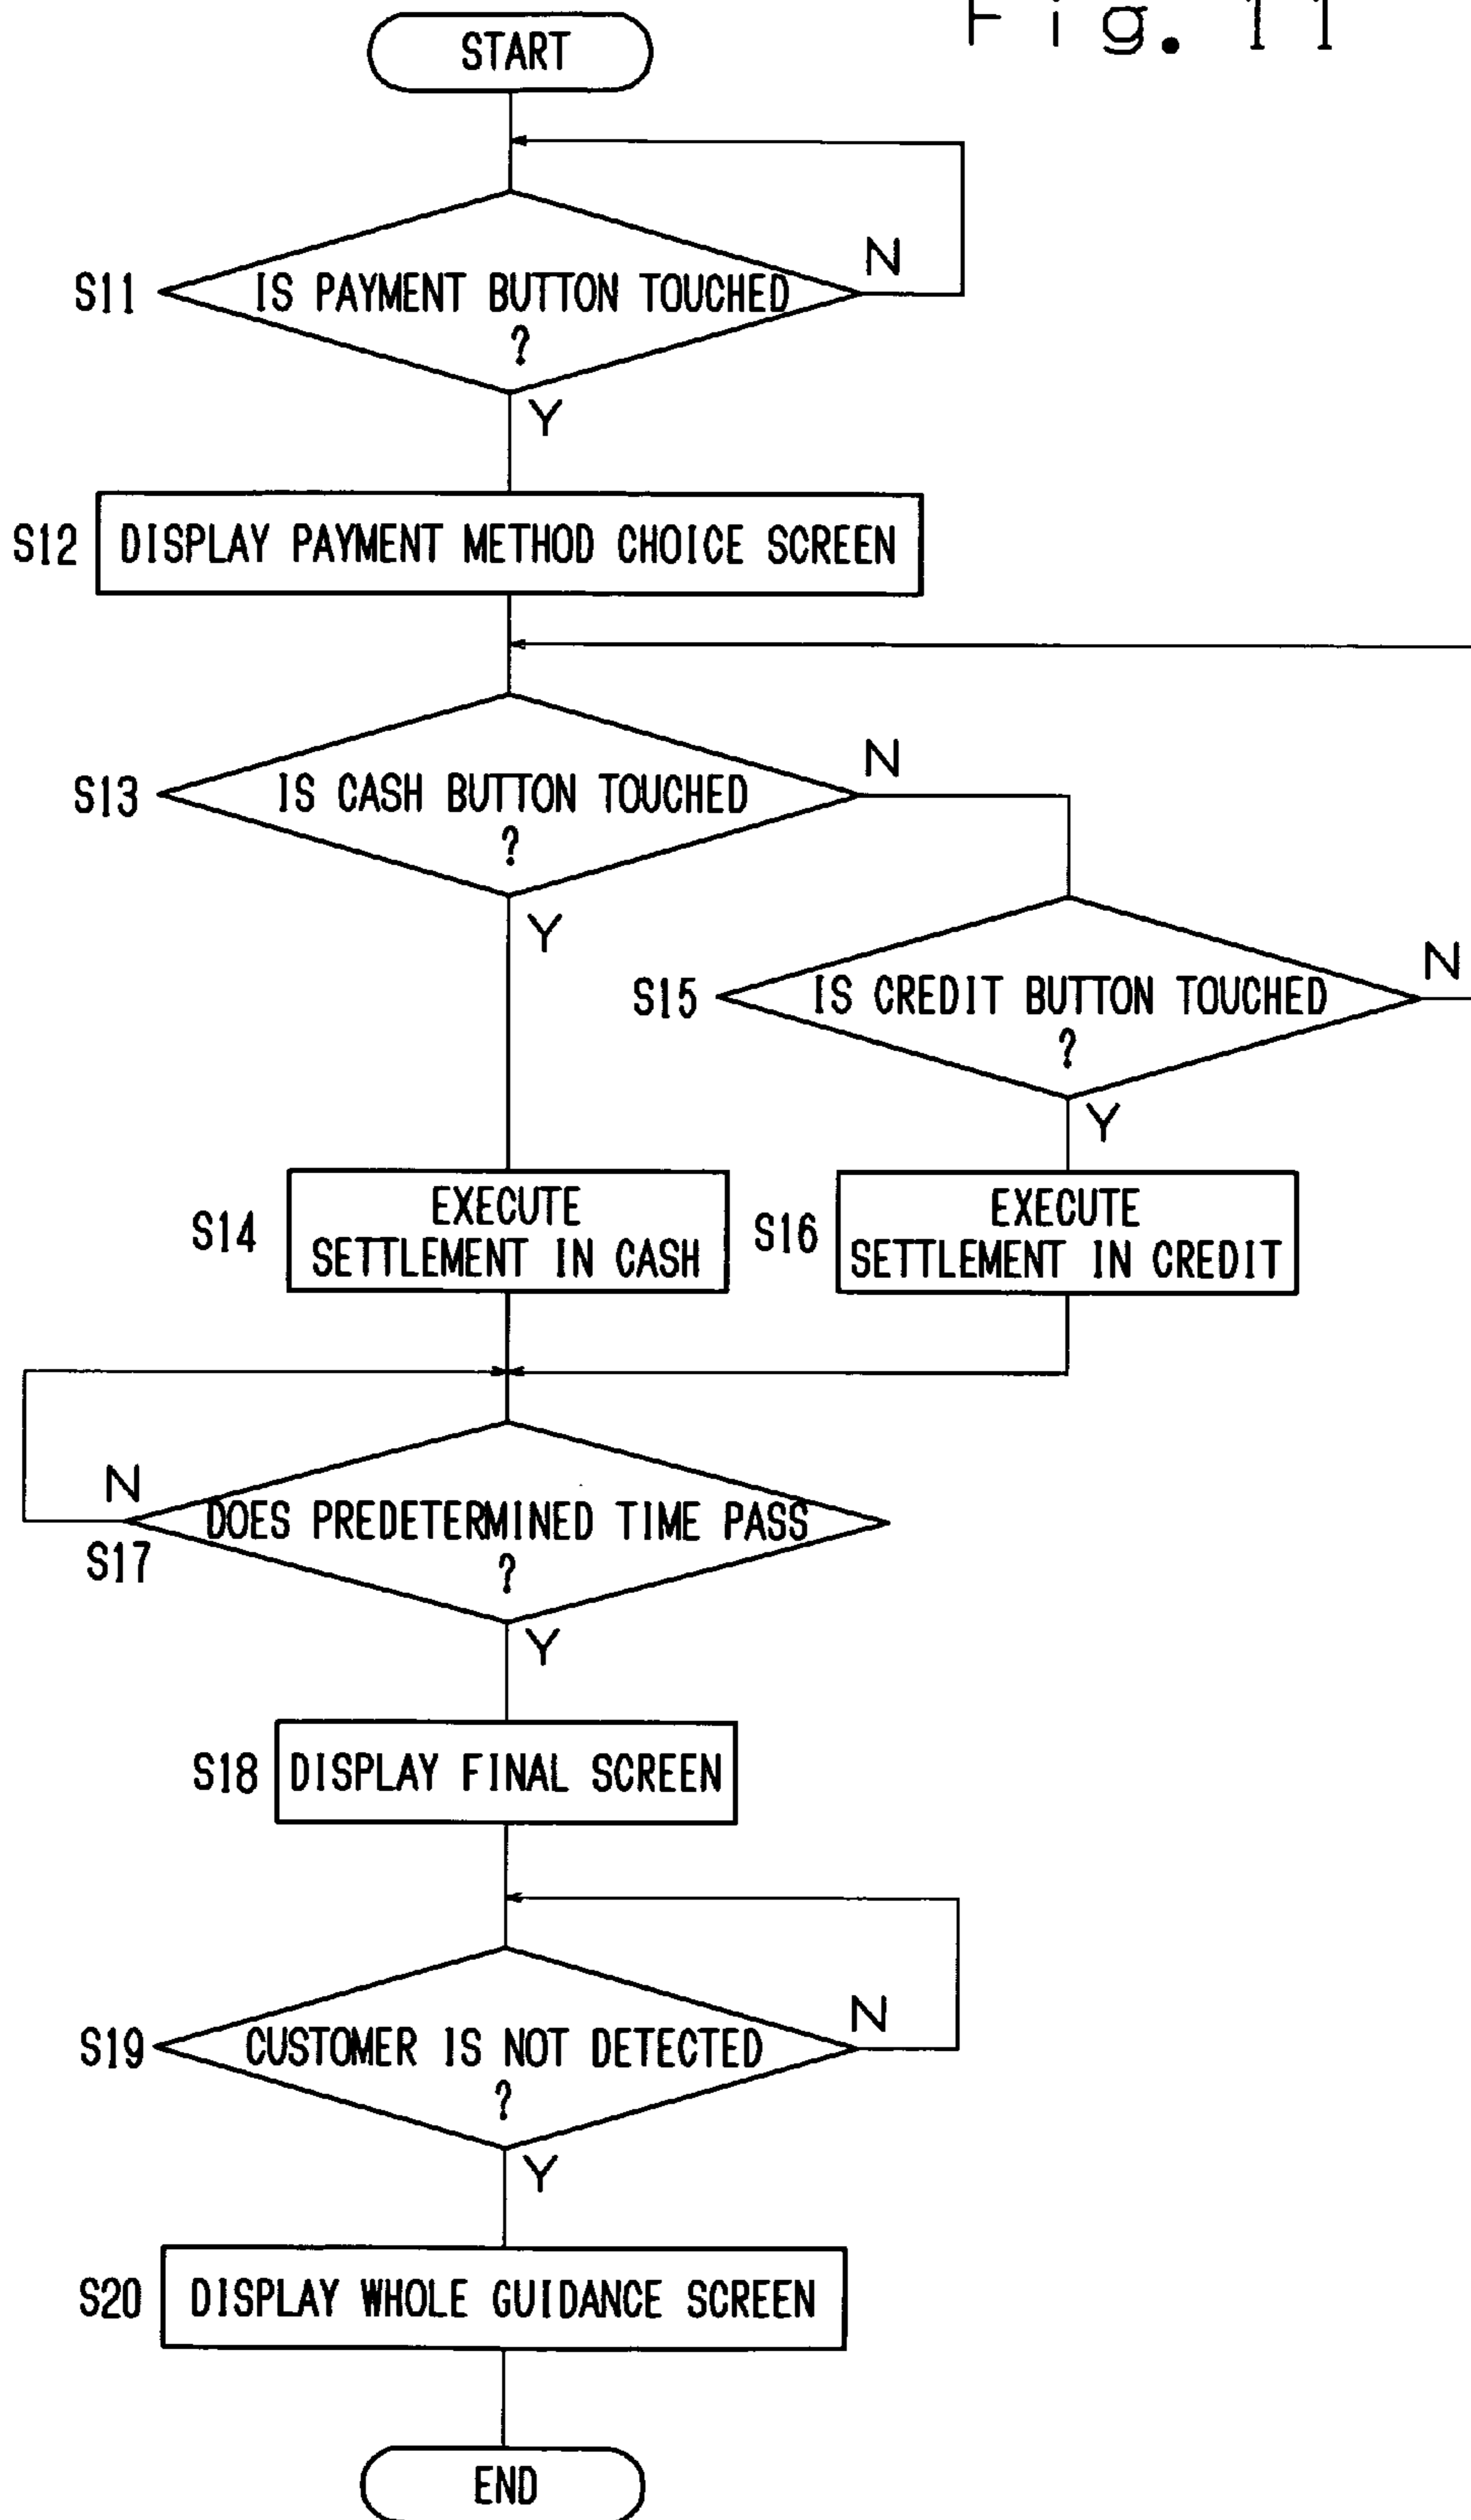 Fig. 11
START
S11
IS PAYMENT BUTTON TOUCHED
?
N
Y
S12
DISPLAY PAYMENT METHOD CHOICE SCREEN
S13
IS CASH BUTTON TOUCHED
?
N
Y
S15
IS CREDIT BUTTON TOUCHED
?
N
Y
S14
EXECUTE
SETTLEMENT IN CASH
S16
EXECUTE
SETTLEMENT IN CREDIT
N
S17
DOES PREDETERMINED TIME PASS
?
Y
S18
DISPLAY FINAL SCREEN
S19
CUSTOMER IS NOT DETECTED
?
N
Y
S20
DISPLAY WHOLE GUIDANCE SCREEN
END